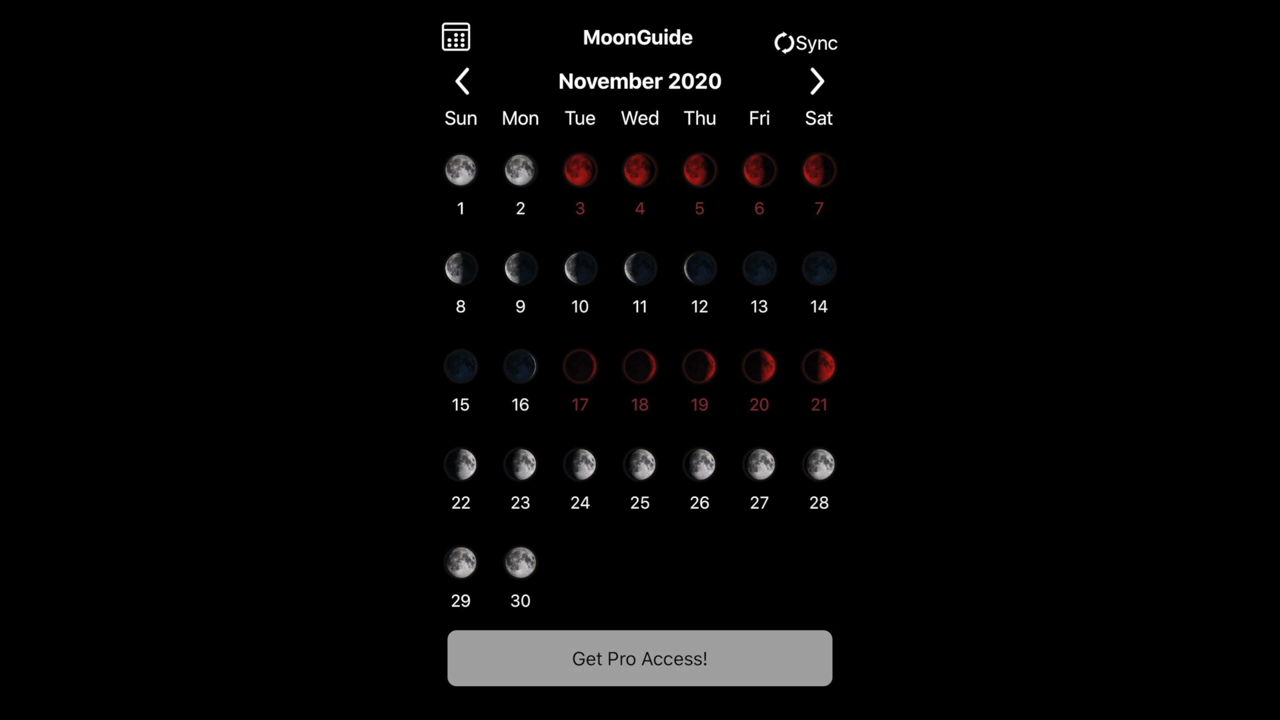 MoonGuide
Sync
November 2020
Sun Mon Tue Wed Thu Fri Sat
1 2 3 4 5 6 7
8 9 10 11 12 13 14
15 16 17 18 19 20 21
22 23 24 25 26 27 28
29 30
Get Pro Access!